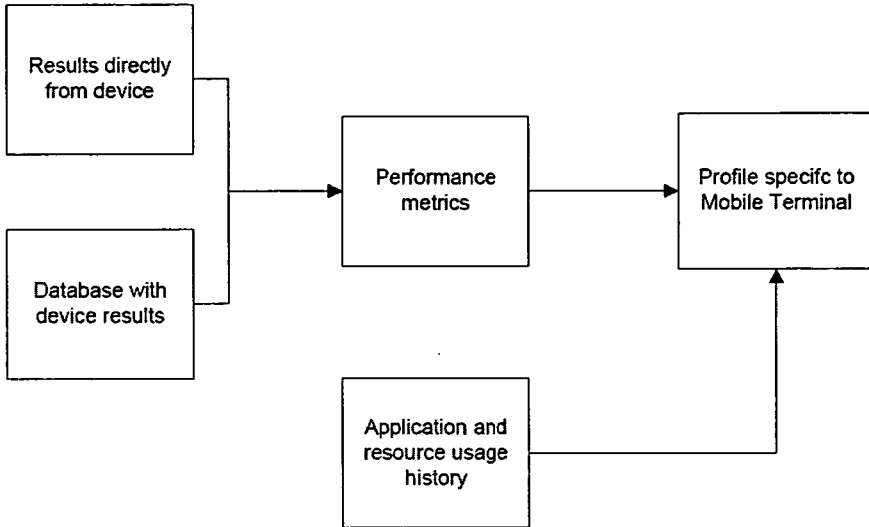 Results directly
from device
Performance
metrics
Profile specifc to
Mobile Terminal
Database with
device results
Application and
resource usage
history